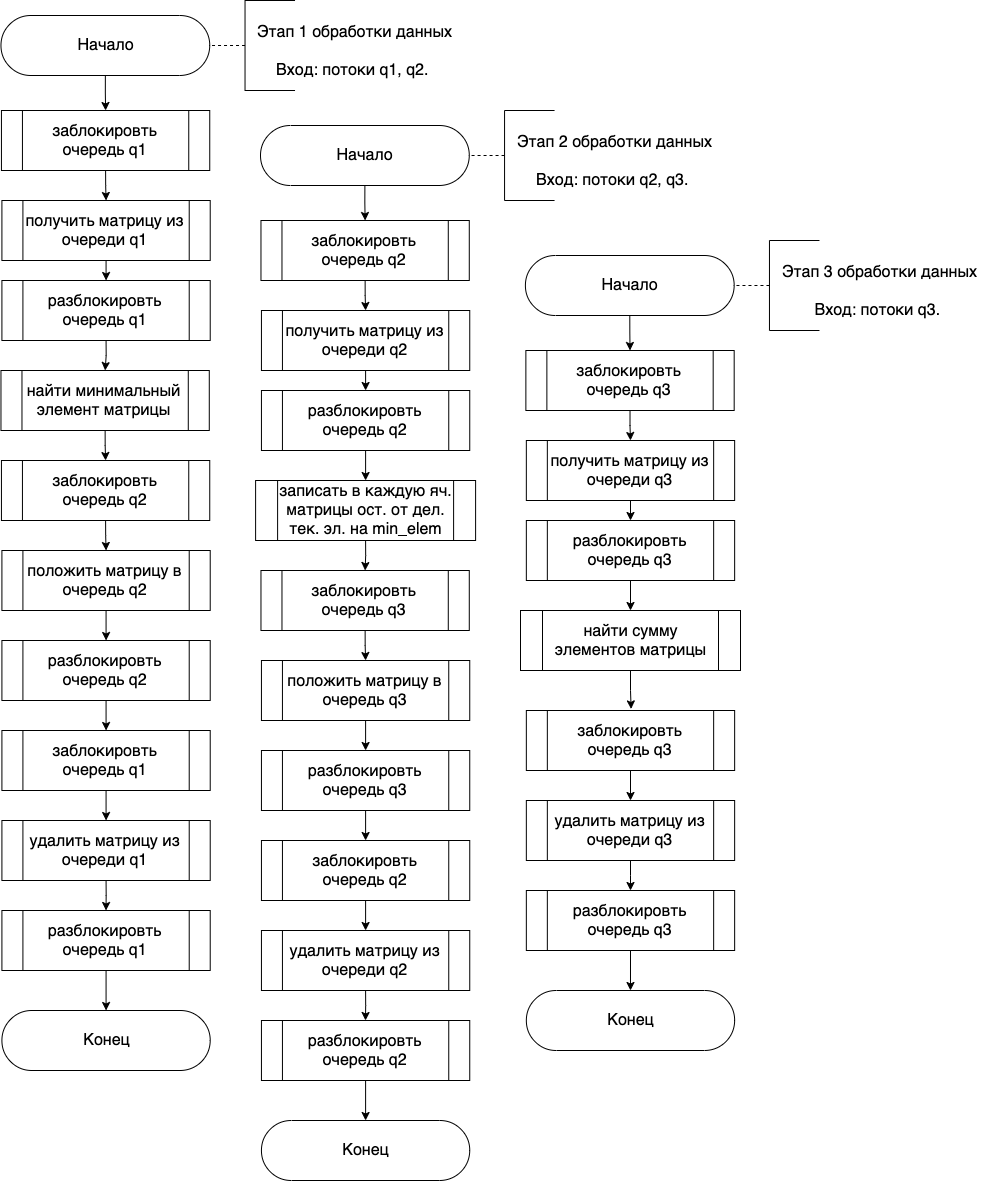 Начало
Этап 1 обработки данных
Вход: потоки q1, q2.
заблокировть
очередь q1
получить матрицу из
очереди q1
разблокировть
очередь q1
найти минимальный
элемент матрицы
заблокировть
очередь q2
положить матрицу в
очередь q2
разблокировть
очередь q2
заблокировть
очередь q1
удалить матрицу из
очереди q1
разблокировть
очередь q1
Конец
Начало
Этап 2 обработки данных
Вход: потоки q2, q3.
заблокировть
очередь q2
получить матрицу из
очереди q2
разблокировть
очередь q2
записать в каждую яч.
матрицы ост. от дел.
тек. эл. на min_elem
заблокировть
очередь q3
положить матрицу в
очередь q3
разблокировть
очередь q3
заблокировть
очередь q2
удалить матрицу из
очереди q2
разблокировть
очередь q2
Конец
Начало
Этап 3 обработки данных
Вход: потоки q3.
заблокировть
очередь q3
получить матрицу из
очереди q3
разблокировть
очередь q3
найти сумму
элементов матрицы
заблокировть
очередь q3
удалить матрицу из
очереди q3
разблокировть
очередь q3
Конец